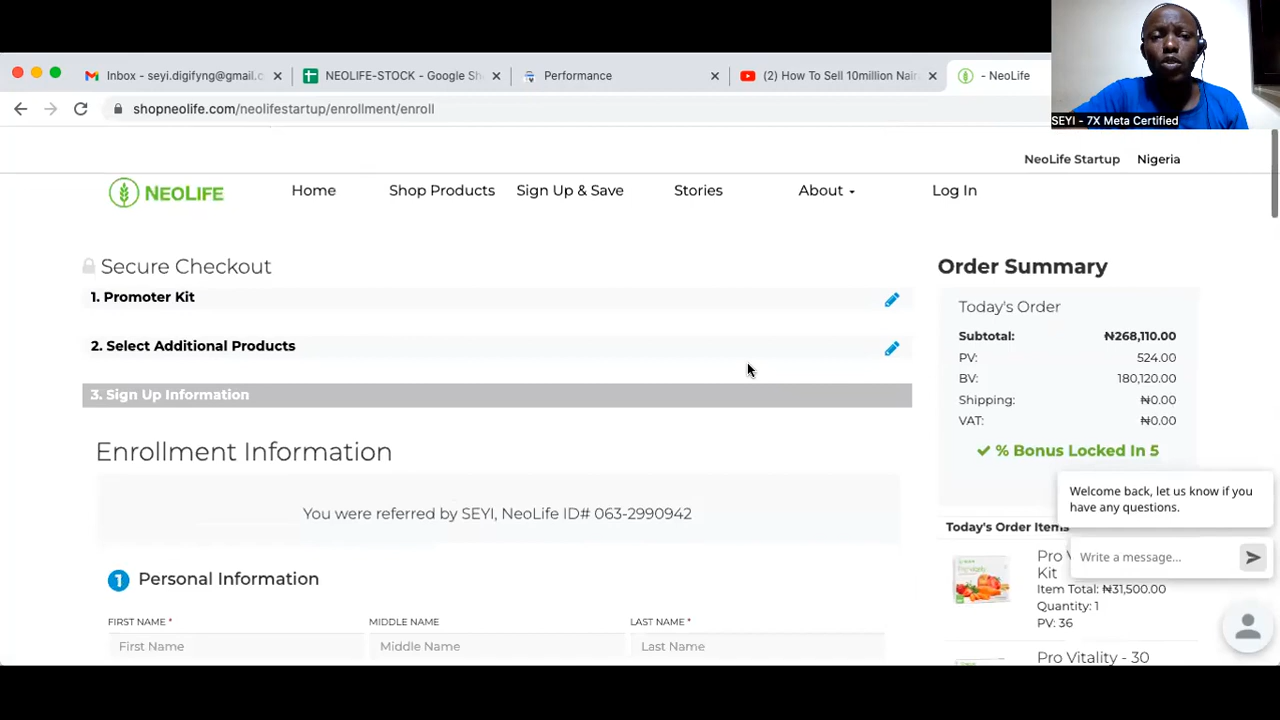 Inbox - seyi.digifyng@gmail.c
NEOLIFE-STOCK - Google Sh
Performance
(2) How To Sell 10million Nair
- NeoLife
shopneolife.com/neolifestartup/enrollment/enroll
SEYI - 7X Meta Certified
NeoLife Startup Nigeria
NEOLIFE
Home Shop Products Sign Up & Save Stories About Log In
Secure Checkout
1. Promoter Kit
2. Select Additional Products
3. Sign Up Information
Enrollment Information
You were referred by SEYI, NeoLife ID# 063-2990942
1 Personal Information
FIRST NAME * MIDDLE NAME LAST NAME *
First Name Middle Name Last Name
Order Summary
Today's Order
Subtotal: ₦268,110.00
PV: 524.00
BV: 180,120.00
Shipping: ₦0.00
VAT: ₦0.00
% Bonus Locked In 5
Welcome back, let us know if you
have any questions.
Today's Order Items
Write a message...
Pro V
Kit
Item Total: ₦31,500.00
Quantity: 1
PV: 36
Pro Vitality - 30